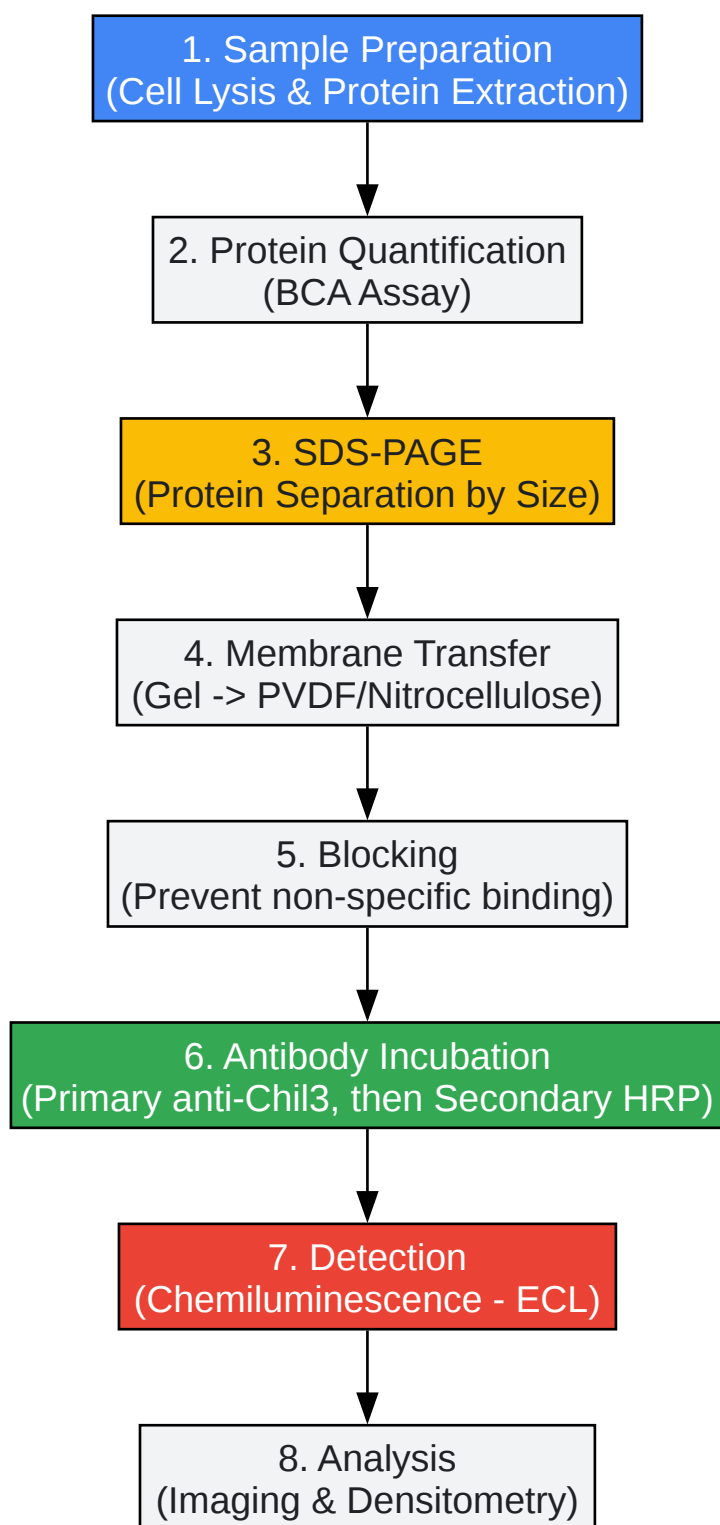 1. Sample Preparation
(Cell Lysis & Protein Extraction)
2. Protein Quantification
(BCA Assay)
3. SDS-PAGE
(Protein Separation by Size)
4. Membrane Transfer
(Gel -> PVDF/Nitrocellulose)
5. Blocking
(Prevent non-specific binding)
6. Antibody Incubation
(Primary anti-Chil3, then Secondary HRP)
7. Detection
(Chemiluminescence - ECL)
8. Analysis
(Imaging & Densitometry)